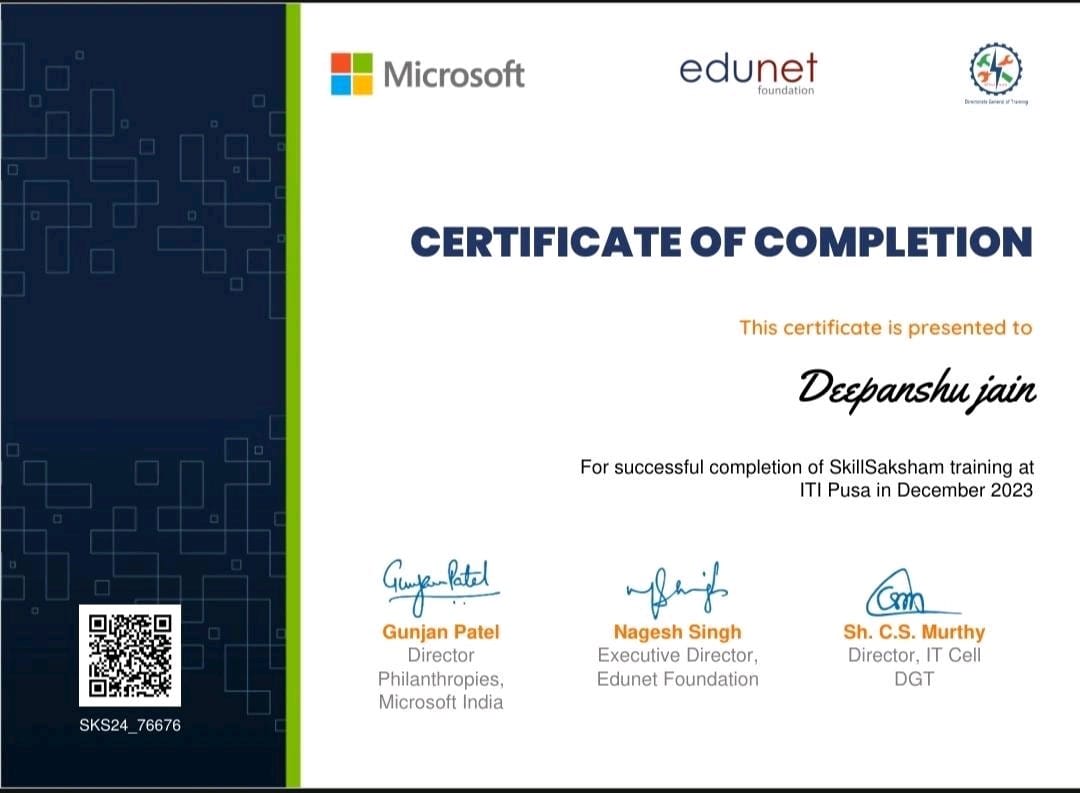 Microsoft
edunet
foundation
Directorate General of Training
CERTIFICATE OF COMPLETION
This certificate is presented to
Deepanshu jain
For successful completion of SkillSaksham training at
ITI Pusa in December 2023
Gunjan Patel
Gunjan Patel
Director
Philanthropies,
Microsoft India
Nagesh Singh
Executive Director,
Edunet Foundation
Sh. C.S. Murthy
Director, IT Cell
DGT
SKS24_76676